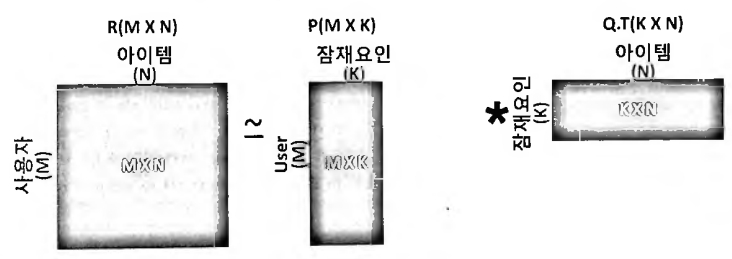 R(M X N)
아이템
(N)
사용자
(M)
MXN
≃
P(M X K)
잠재요인
(K)
User
(M)
MXK
*
Q.T(K X N)
아이템
(N)
잠재요인
(K)
KXN